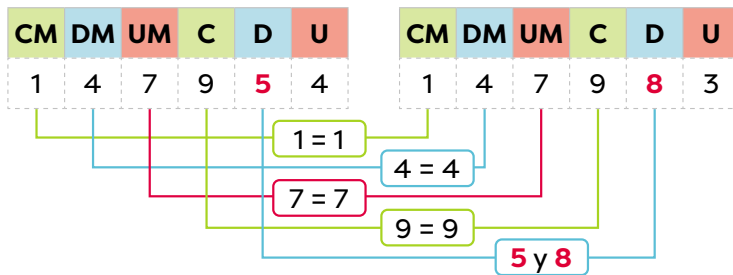 CM DM UM C D U CM DM UM C D U
1 4 7 9 5 4 1 4 7 9 8 3
1 = 1
4 = 4
7 = 7
9 = 9
5 y 8